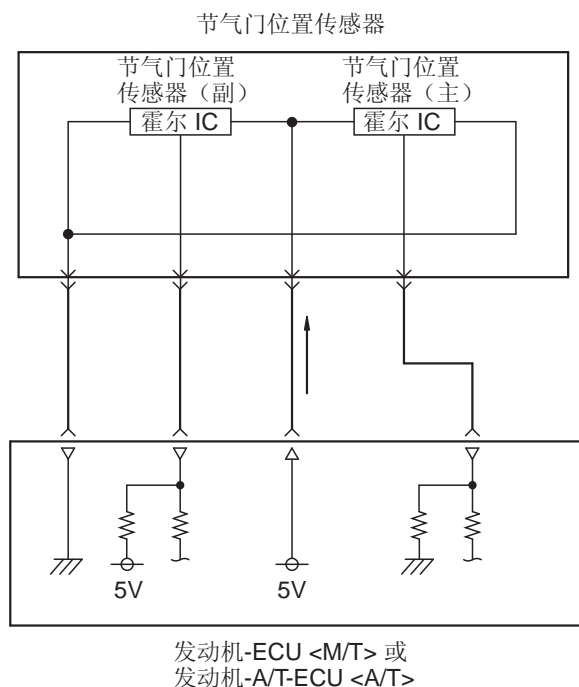 节气门位置传感器
节气门位置
传感器（副）
节气门位置
传感器（主）
霍尔 IC
霍尔 IC
5V
5V
发动机-ECU <M/T> 或
发动机-A/T-ECU <A/T>